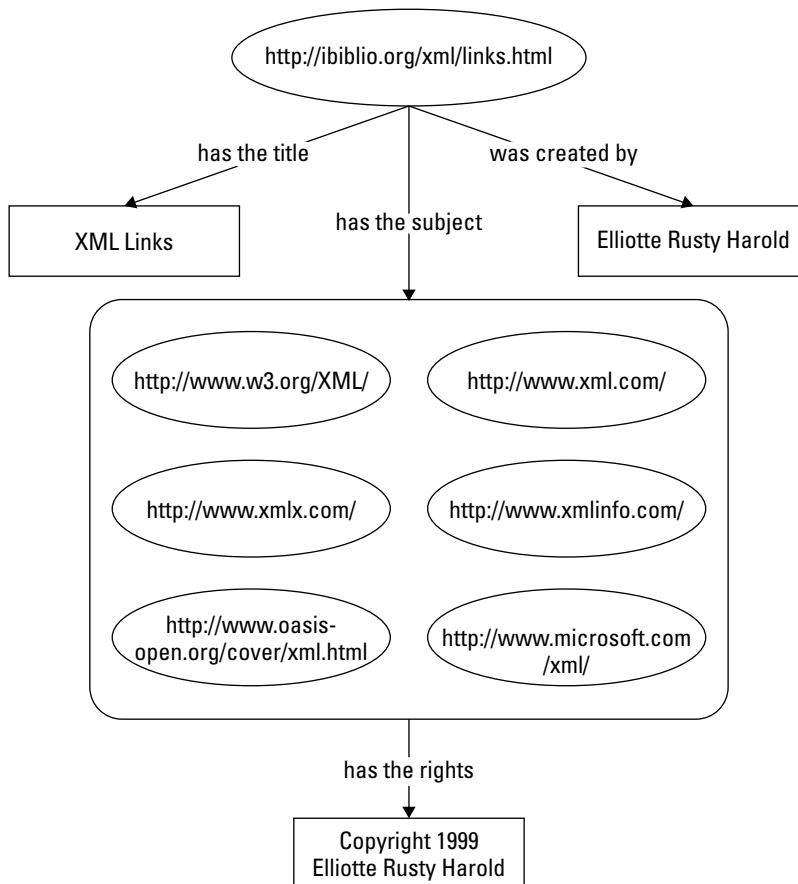 http://ibiblio.org/xml/links.html
has the title
was created by
has the subject
XML Links
Elliotte Rusty Harold
http://www.w3.org/XML/
http://www.xml.com/
http://www.xmlx.com/
http://www.xmlinfo.com/
http://www.oasis-
open.org/cover/xml.html
http://www.microsoft.com
/xml/
has the rights
Copyright 1999
Elliotte Rusty Harold